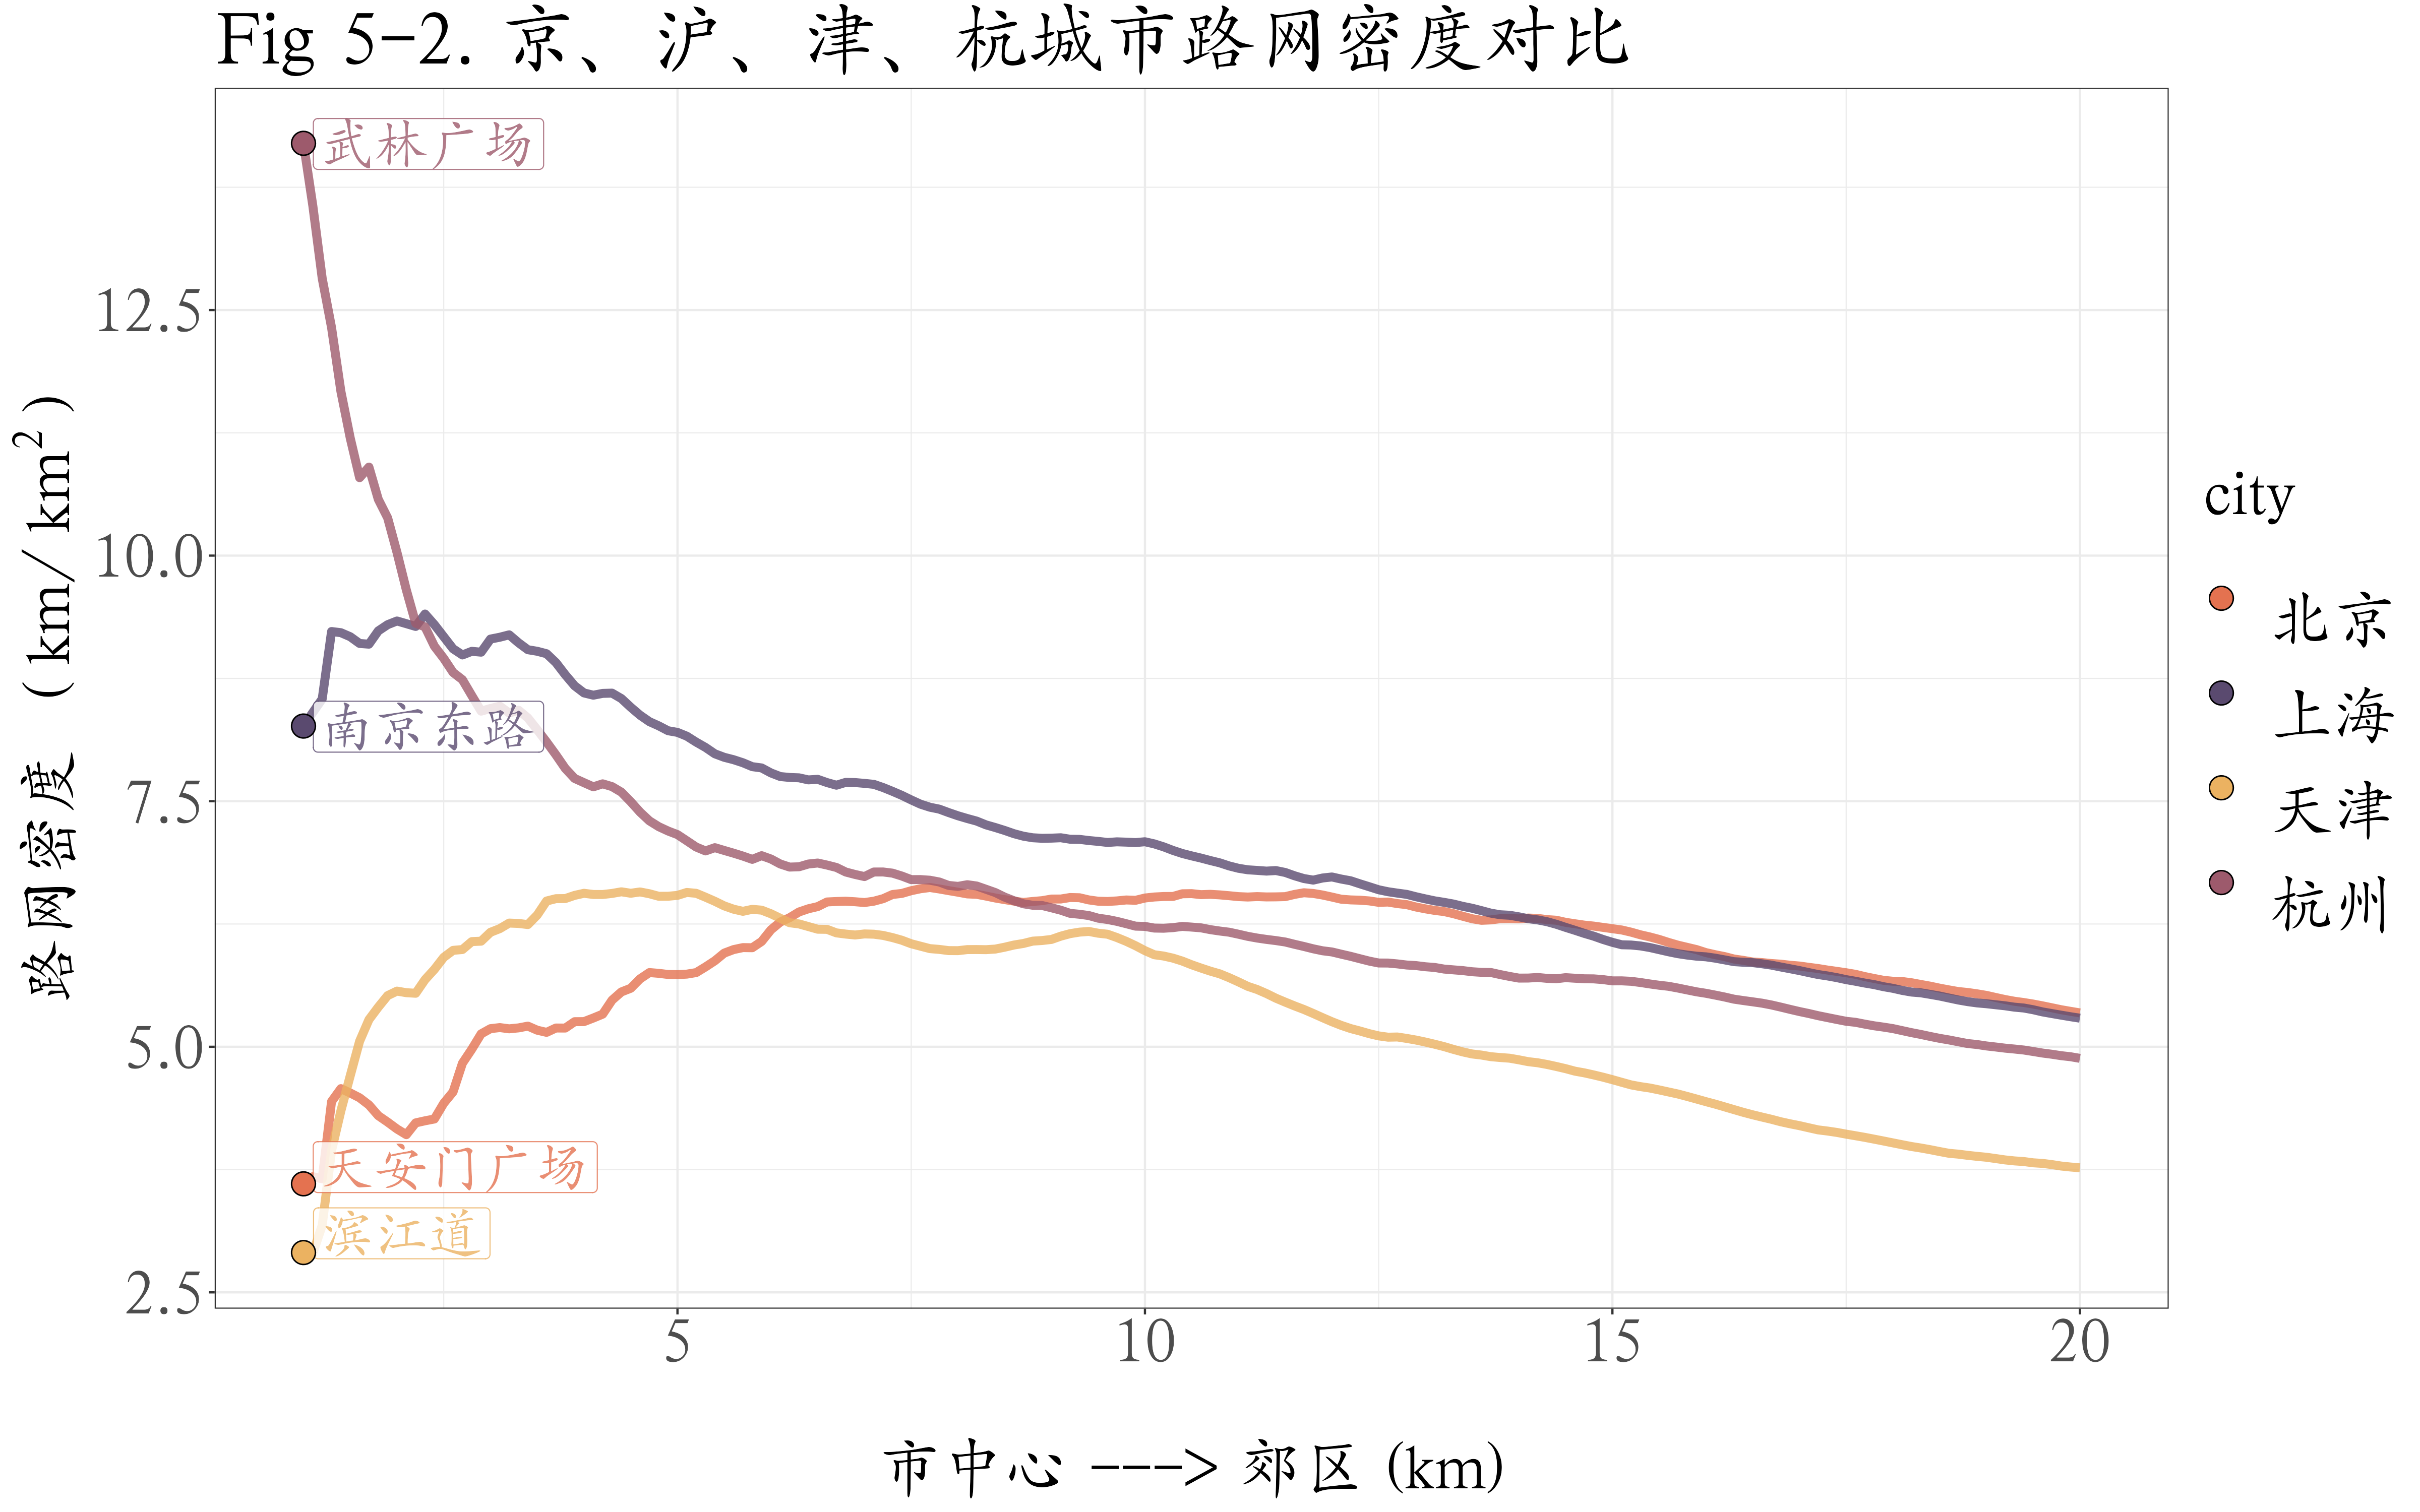 Fig 5-2. 京、沪、津、杭城市路网密度对比
路网密度 (km/km²)
12.5
10.0
7.5
5.0
2.5
武林广场
南京东路
天安门广场
滨江道
5 10 15 20
市中心 ---> 郊区 (km)
city
北京
上海
天津
杭州